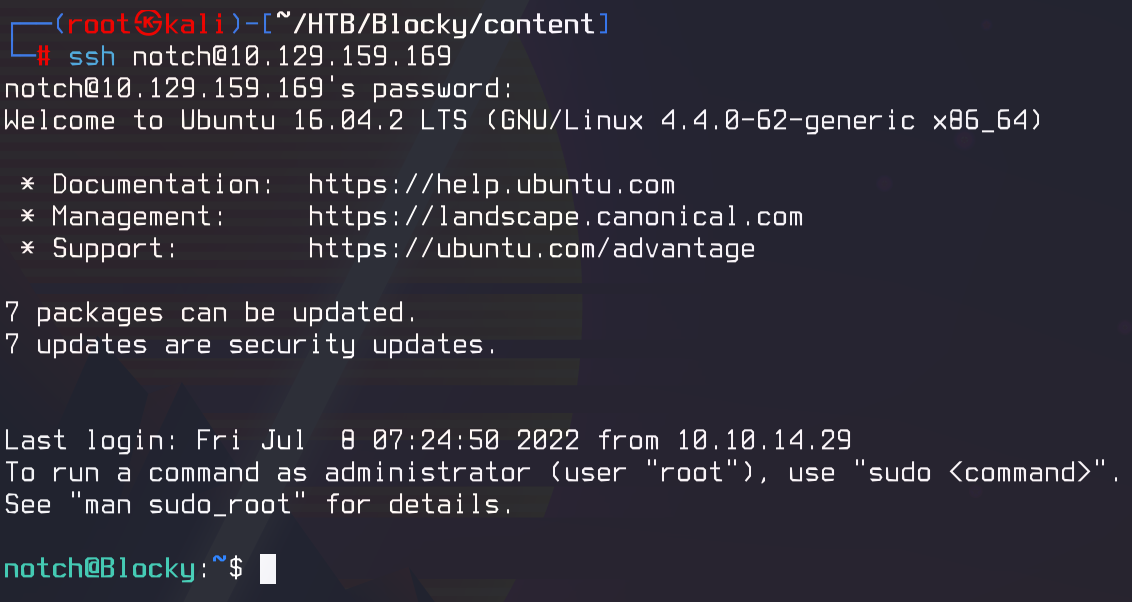 ┌──(root㉿kali)-[~/HTB/Blocky/content]
└─# ssh notch@10.129.159.169
notch@10.129.159.169's password:
Welcome to Ubuntu 16.04.2 LTS (GNU/Linux 4.4.0-62-generic x86_64)
 * Documentation:  https://help.ubuntu.com
 * Management:     https://landscape.canonical.com
 * Support:        https://ubuntu.com/advantage
7 packages can be updated.
7 updates are security updates.
Last login: Fri Jul  8 07:24:50 2022 from 10.10.14.29
To run a command as administrator (user "root"), use "sudo <command>".
See "man sudo_root" for details.
notch@Blocky:~$